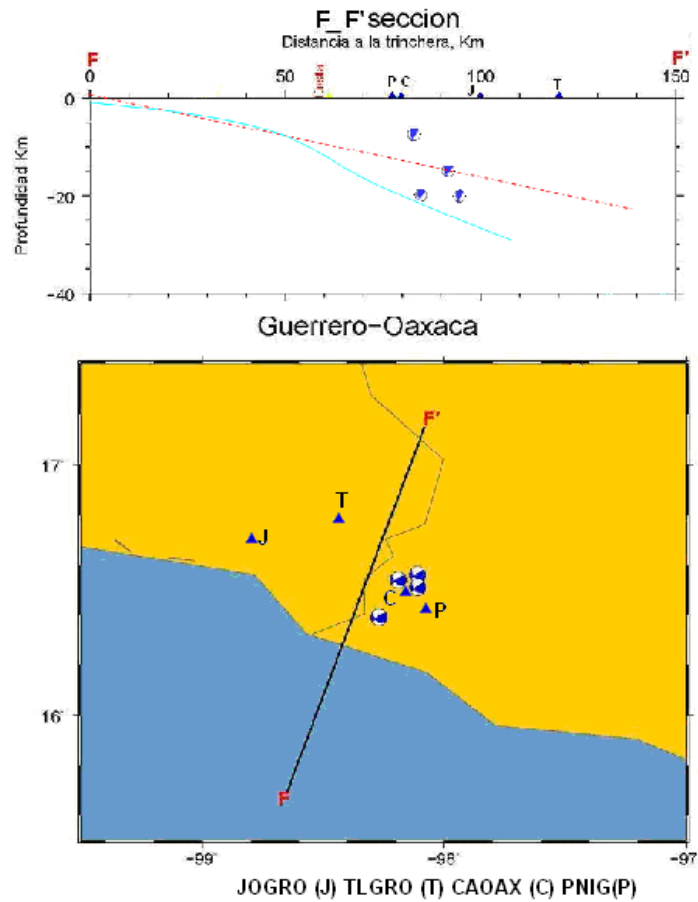 F_F' seccion
Distancia a la trinchera, Km
F F'
0 50 Costa P C J 100 T 150
0
-20
-40
Profundidad Km
Guerrero-Oaxaca
F'
17°
T
J
C
P
16°
F
-99° -98° -97
JOGRO (J) TLGRO (T) CAOAX (C) PNIG(P)